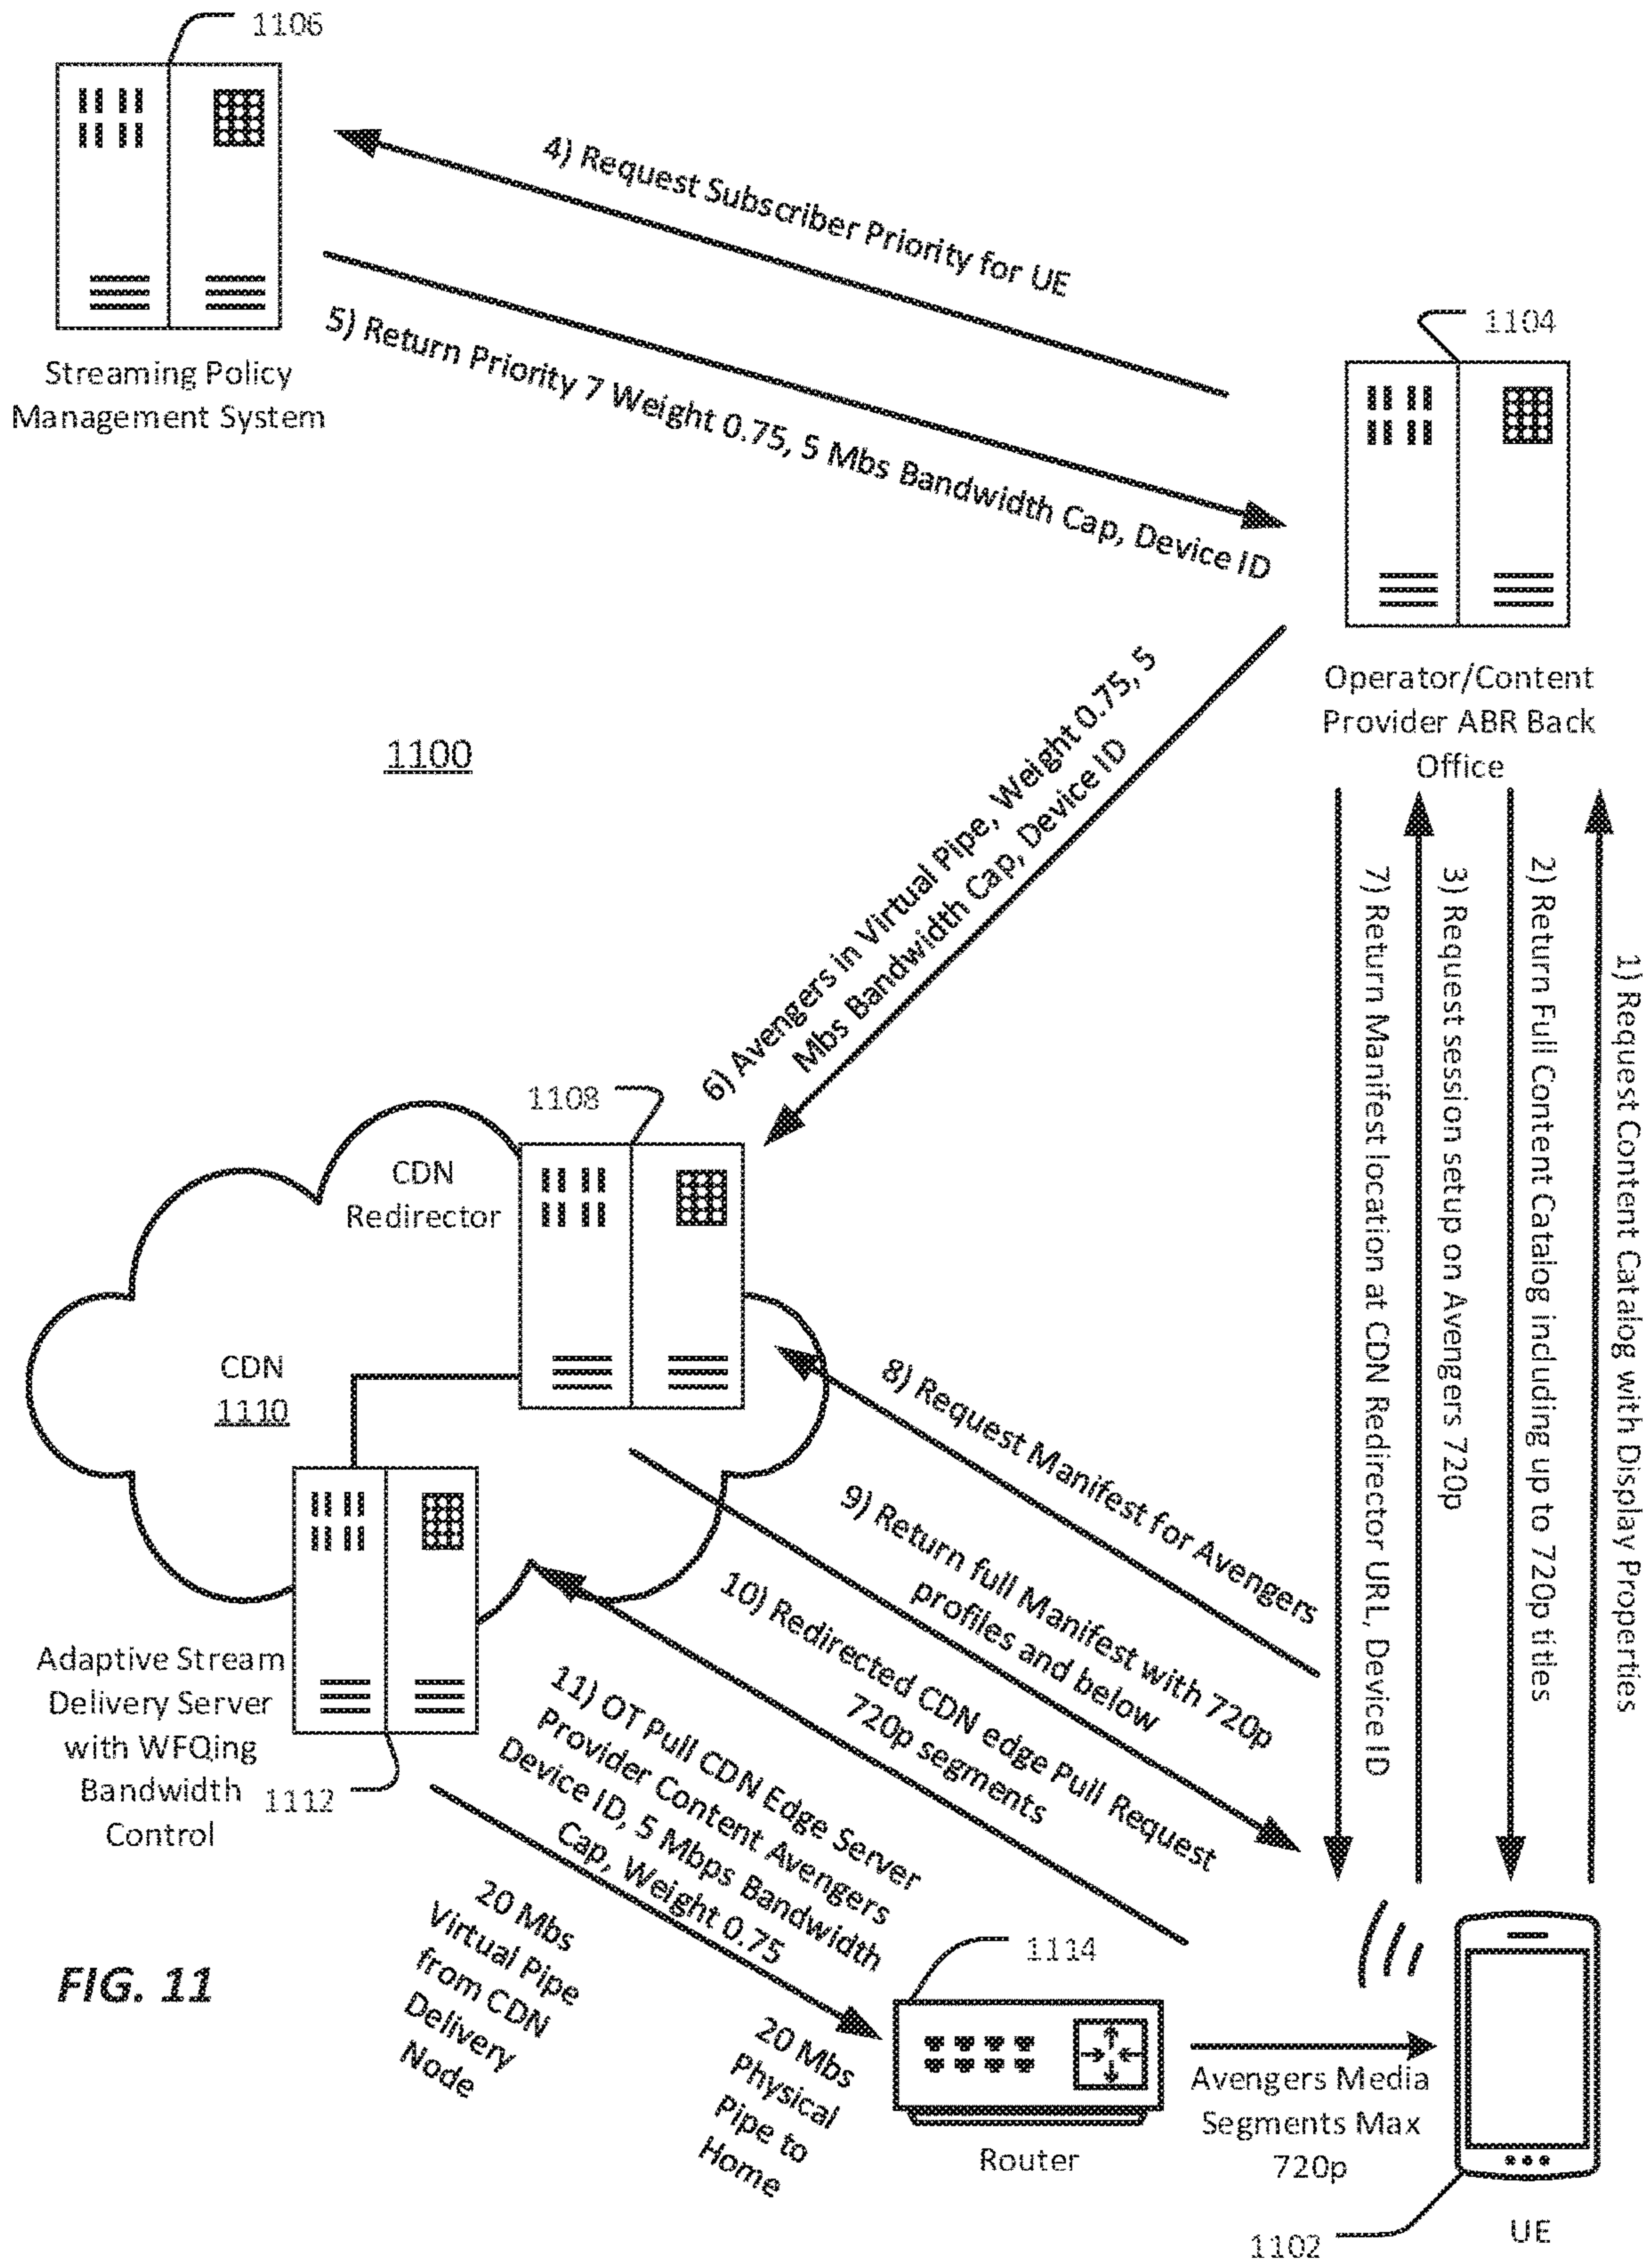 1106
4) Request Subscriber Priority for UE
5) Return Priority 7 Weight 0.75, 5 Mbs Bandwidth Cap, Device ID
Streaming Policy
Management System
1104
Operator/Content
Provider ABR Back
Office
1100
6) Avengers in Virtual Pipe, Weight 0.75, 5
Mbs Bandwidth Cap, Device ID
7) Return Manifest location at CDN Redirector URL, Device ID
3) Request session setup on Avengers 720p
2) Return Full Content Catalog including up to 720p titles
1) Request Content Catalog with Display Properties
1108
CDN
Redirector
CDN
1110
8) Request Manifest for Avengers
9) Return full Manifest with 720p
profiles and below
10) Redirected CDN edge Pull Request
720p segments
11) OT Pull CDN Edge Server
Provider Content Avengers
Device ID, 5 Mbps Bandwidth
Cap, Weight 0.75
Adaptive Stream
Delivery Server
with WFQing
Bandwidth
Control
1112
20 Mbs
Virtual Pipe
from CDN
Delivery
Node
FIG. 11
20 Mbs
Physical
Pipe to
Home
1114
Router
Avengers Media
Segments Max
720p
1102
UE